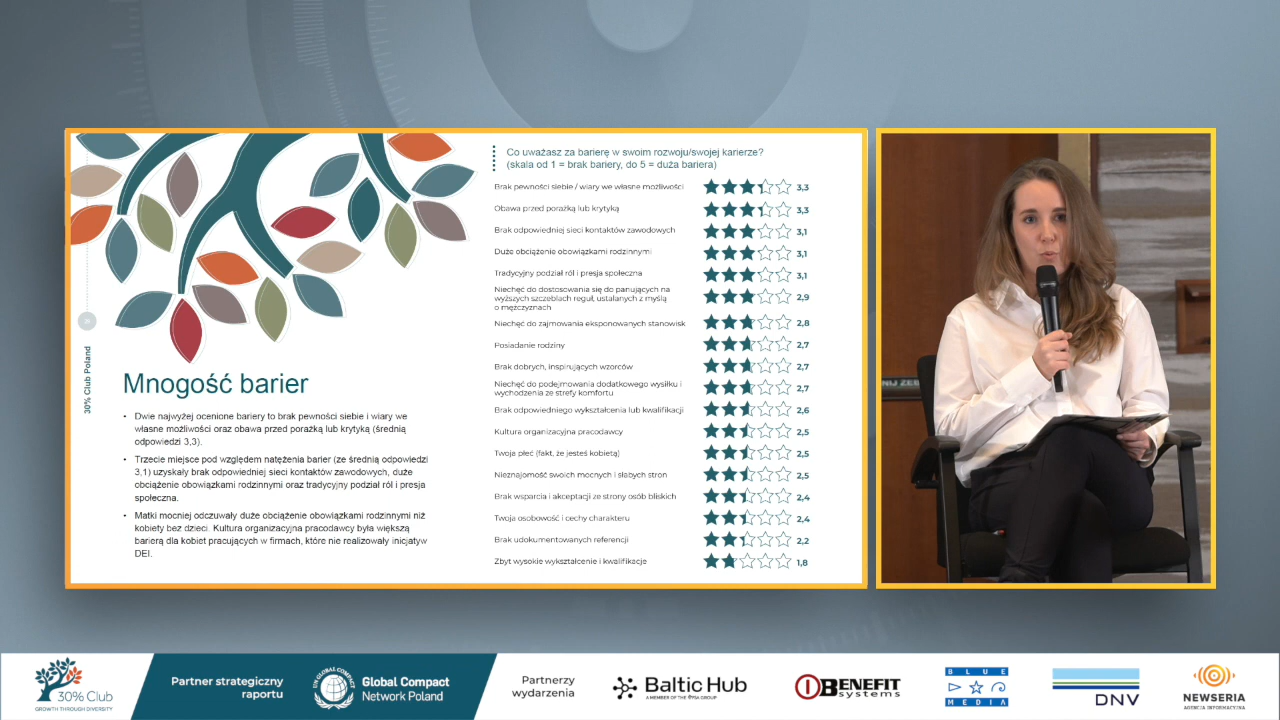 Co uważasz za barierę w swoim rozwoju/swojej karierze?
(skala od 1 = brak bariery, do 5 = duża bariera)
Brak pewności siebie / wiary we własne możliwości 3,3
Obawa przed porażką lub krytyką 3,3
Brak odpowiedniej sieci kontaktów zawodowych 3,1
Duże obciążenie obowiązkami rodzinnymi 3,1
Tradycyjny podział ról i presja społeczna 3,1
Niechęć do dostosowania się do panujących na
wyższych szczeblach reguł, ustalanych z myślą 2,9
o mężczyznach
Niechęć do zajmowania eksponowanych stanowisk 2,8
Posiadanie rodziny 2,7
Brak dobrych, inspirujących wzorców 2,7
Niechęć do podejmowania dodatkowego wysiłku i 2,7
wychodzenia ze strefy komfortu
Brak odpowiedniego wykształcenia lub kwalifikacji 2,6
Kultura organizacyjna pracodawcy 2,5
Twoja płeć (fakt, że jesteś kobietą) 2,5
Nieznajomość swoich mocnych i słabych stron 2,5
Brak wsparcia i akceptacji ze strony osób bliskich 2,4
Twoja osobowość i cechy charakteru 2,4
Brak udokumentowanych referencji 2,2
Zbyt wysokie wykształcenie i kwalifikacje 1,8
30% Club Poland
Mnogość barier
• Dwie najwyżej ocenione bariery to brak pewności siebie i wiary we
własne możliwości oraz obawa przed porażką lub krytyką (średnią
odpowiedzi 3,3).
• Trzecie miejsce pod względem natężenia barier (ze średnią odpowiedzi
3,1) uzyskały brak odpowiedniej sieci kontaktów zawodowych, duże
obciążenie obowiązkami rodzinnymi oraz tradycyjny podział ról i presja
społeczna.
• Matki mocniej odczuwały duże obciążenie obowiązkami rodzinnymi niż
kobiety bez dzieci. Kultura organizacyjna pracodawcy była większą
barierą dla kobiet pracujących w firmach, które nie realizowały inicjatyw
DEI.
30% Club
GROWTH THROUGH DIVERSITY
Partner strategiczny
raportu
Global Compact
Network Poland
Partnerzy
wydarzenia
Baltic Hub
A MEMBER OF THE PSA GROUP
BENEFIT
systems
BLUE
MEDIA
DNV
NEWSERIA
AGENCJA INFORMACYJNA